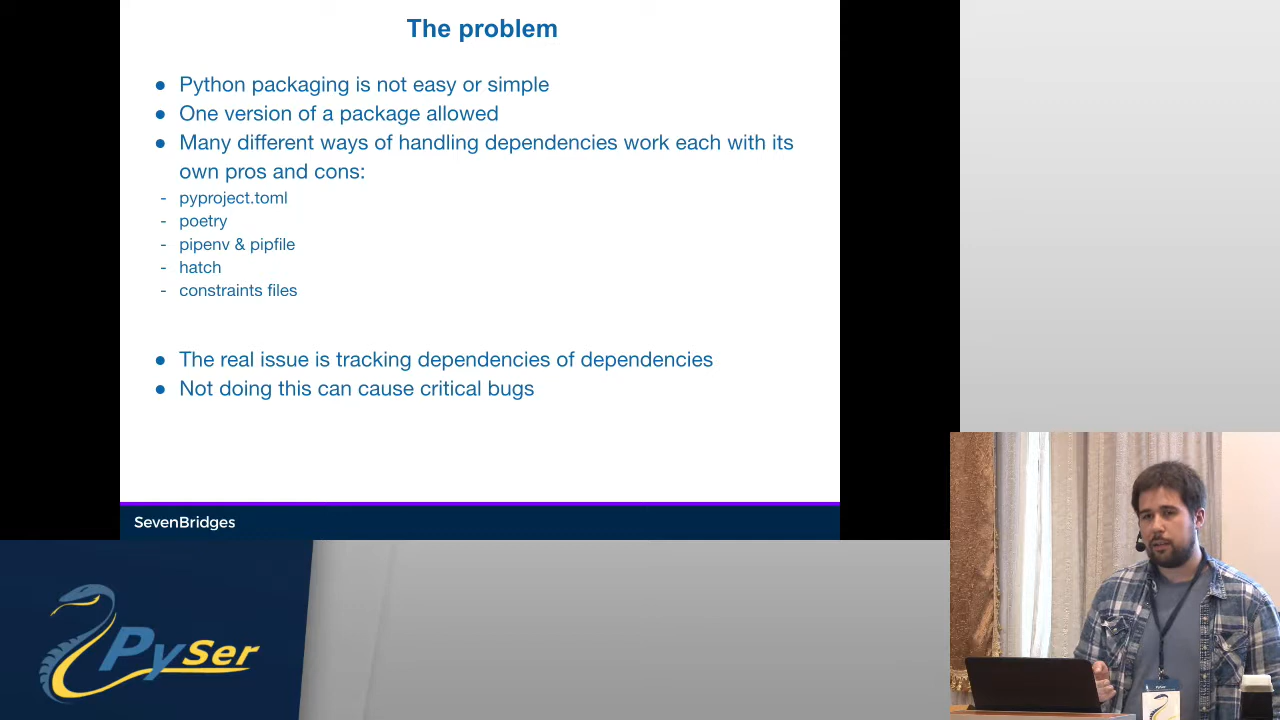 The problem
● Python packaging is not easy or simple
● One version of a package allowed
● Many different ways of handling dependencies work each with its
own pros and cons:
- pyproject.toml
- poetry
- pipenv & pipfile
- hatch
- constraints files
● The real issue is tracking dependencies of dependencies
● Not doing this can cause critical bugs
SevenBridges
PySer